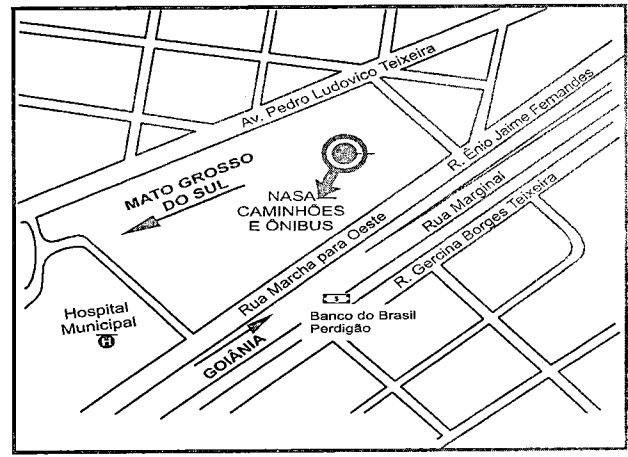 Av. Pedro Ludovico Teixeira
R. Ênio Jaime Fernandes
MATO GROSSO
DO SUL
NASA
CAMINHÕES
E ÔNIBUS
Rua Marginal
Rua Marcha para Oeste
R. Gercina Borges Teixeira
Hospital
Municipal
H
$
Banco do Brasil
Perdigão
GOIÂNIA